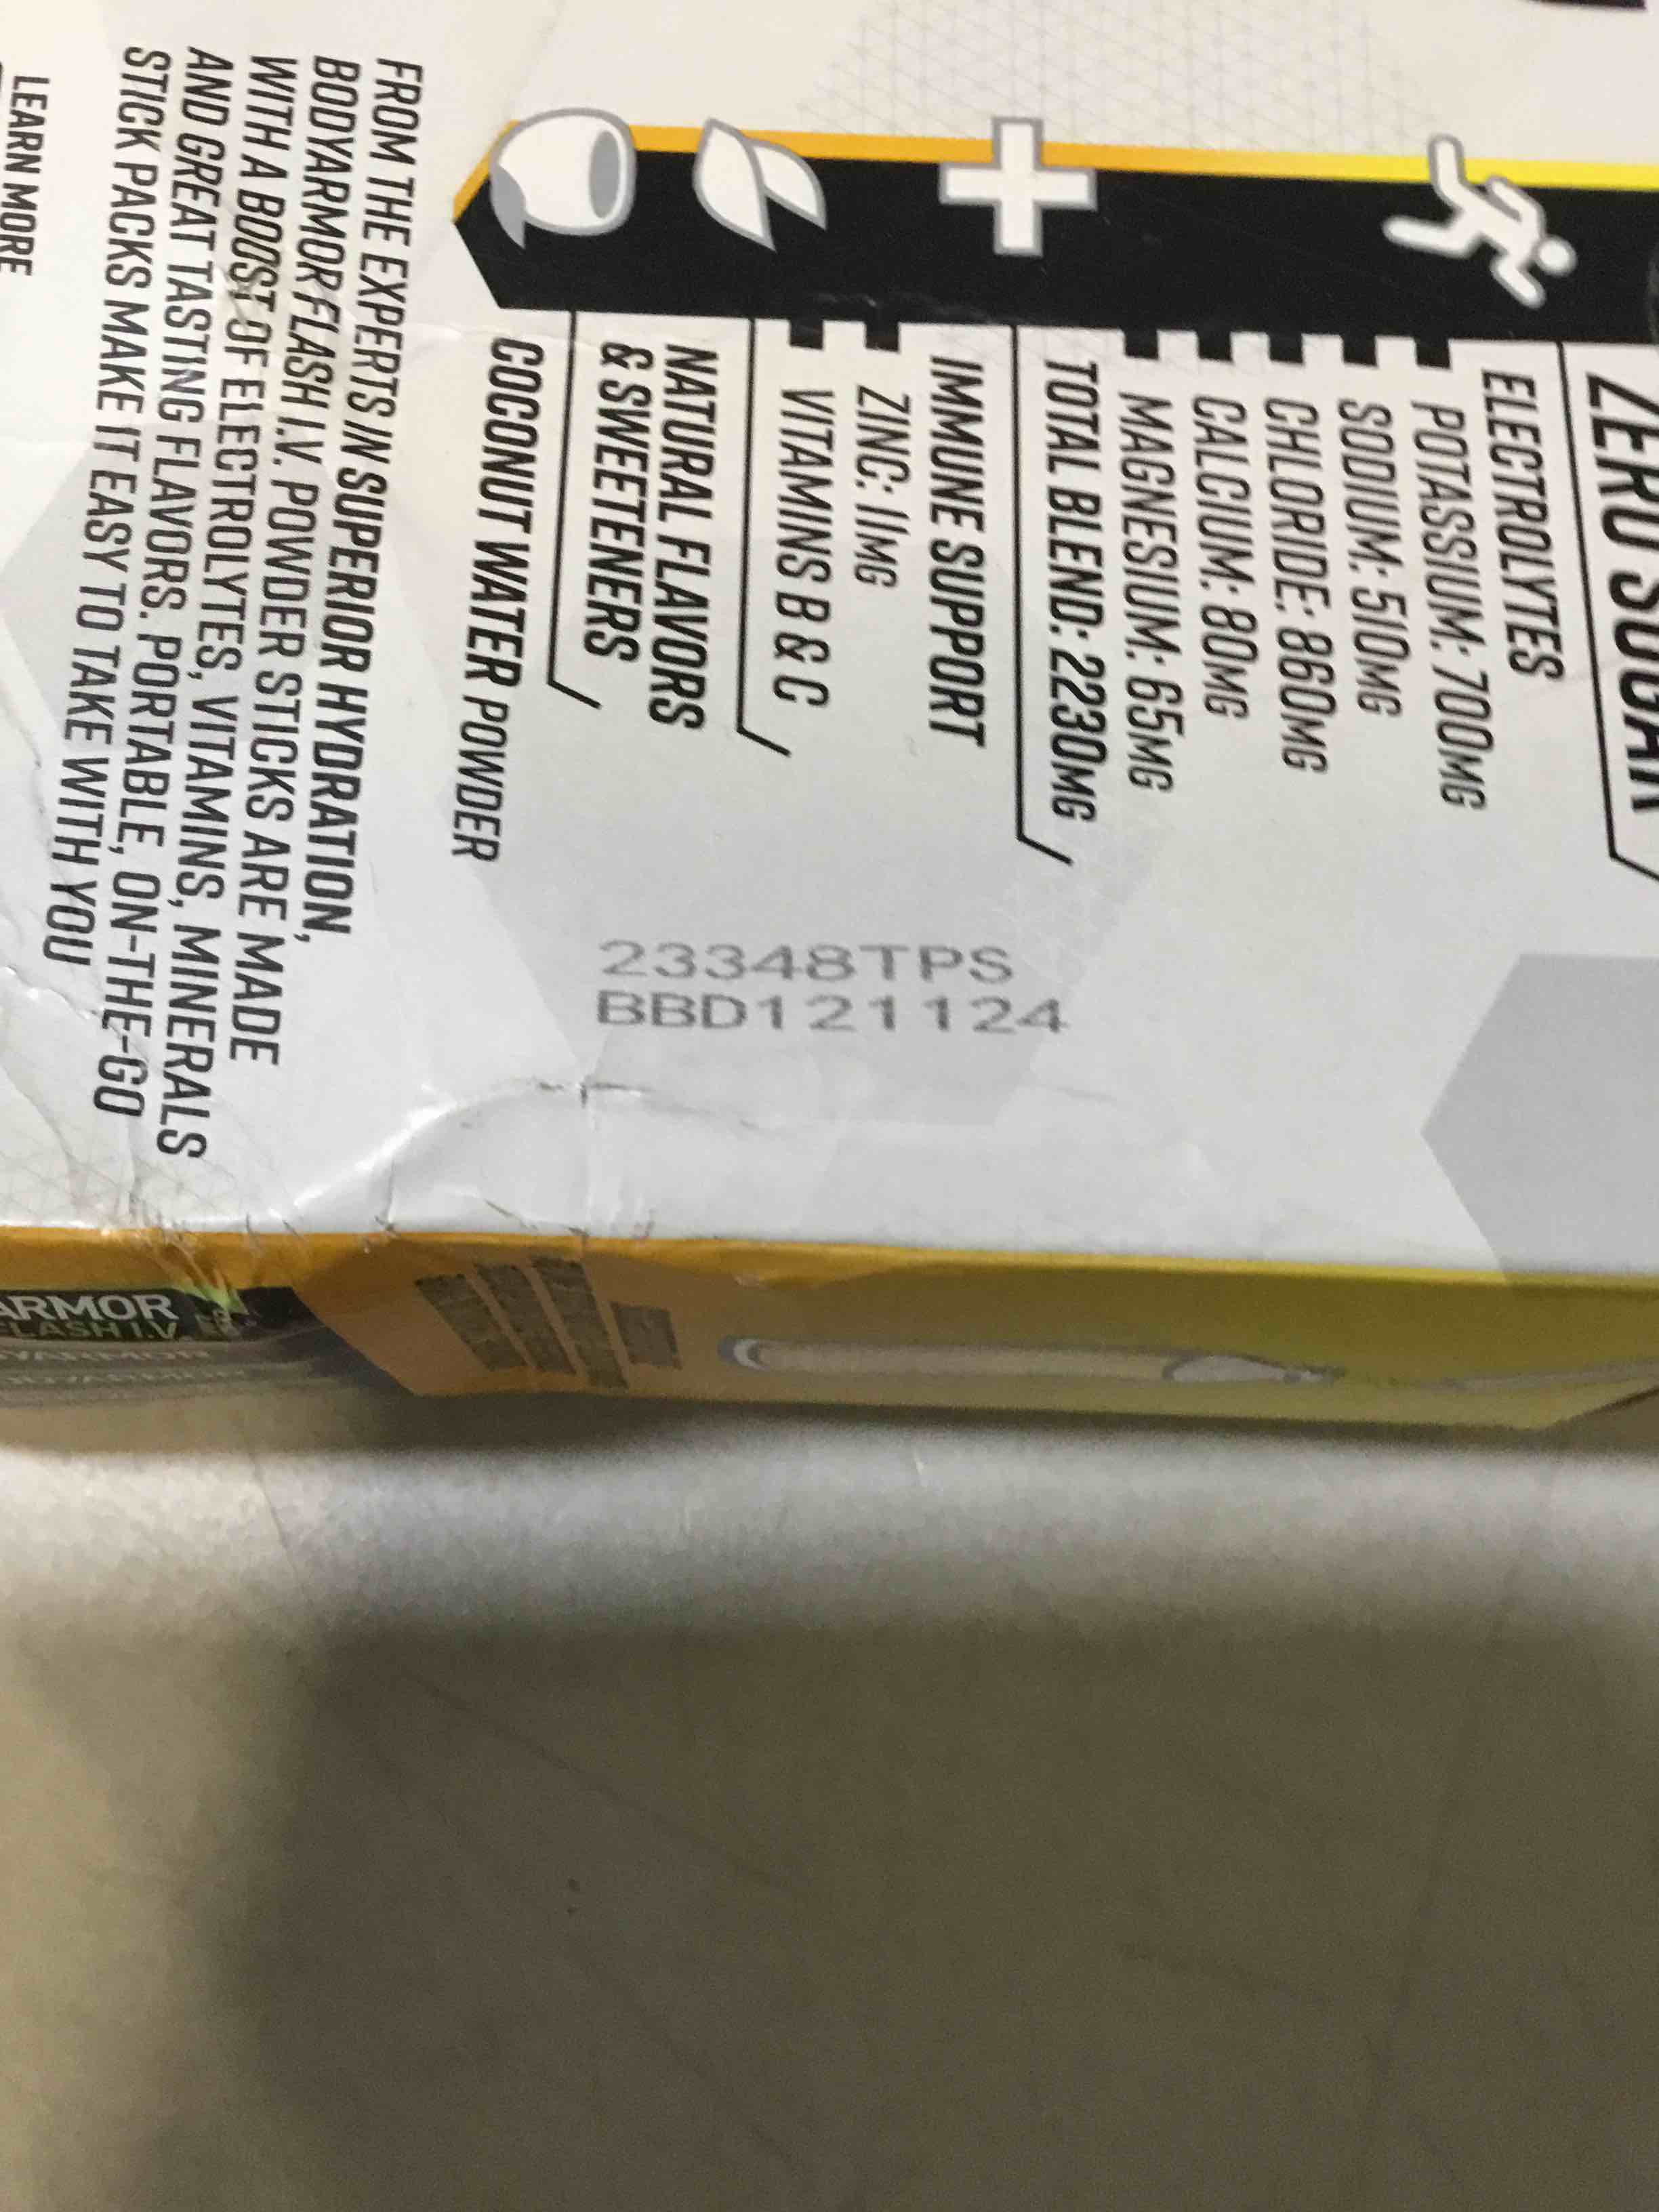 ZERO SUGAR
ELECTROLYTES
POTASSIUM: 700MG
SODIUM: 510MG
CHLORIDE: 860MG
CALCIUM: 80MG
MAGNESIUM: 65MG
TOTAL BLEND: 2230MG
IMMUNE SUPPORT
ZINC: 11MG
VITAMINS B & C
NATURAL FLAVORS
& SWEETENERS
COCONUT WATER POWDER
FROM THE EXPERTS IN SUPERIOR HYDRATION,
BODYARMOR FLASH I.V. POWDER STICKS ARE MADE
WITH A BOOST OF ELECTROLYTES, VITAMINS, MINERALS
AND GREAT TASTING FLAVORS. PORTABLE, ON-THE-GO
STICK PACKS MAKE IT EASY TO TAKE WITH YOU
LEARN MORE
23348TPS
BBD121124
ARMOR
FLASH I.V.